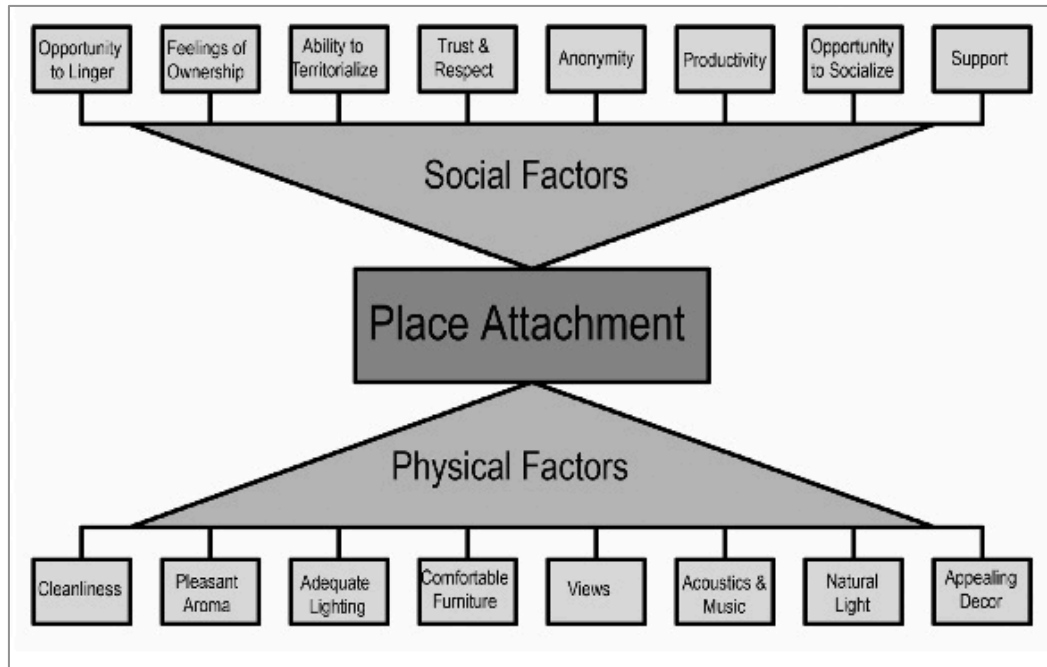 Opportunity
to Linger
Feelings of
Ownership
Ability to
Territorialize
Trust &
Respect
Anonymity
Productivity
Opportunity
to Socialize
Support
Social Factors
Place Attachment
Physical Factors
Cleanliness
Pleasant
Aroma
Adequate
Lighting
Comfortable
Furniture
Views
Acoustics &
Music
Natural
Light
Appealing
Decor